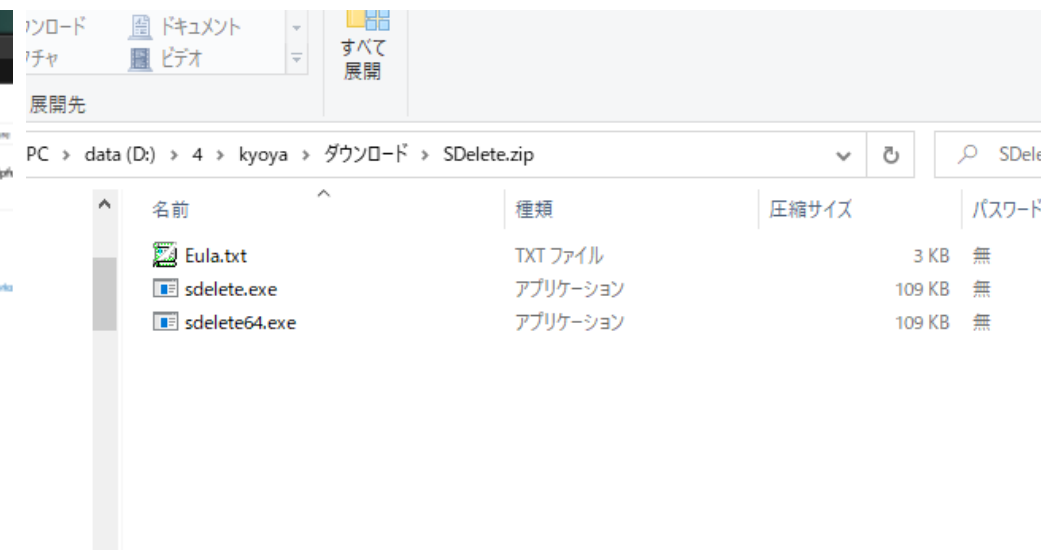 ウンロード ドキュメント
クチャ ビデオ
すべて
展開
展開先
PC > data (D:) > 4 > kyoya > ダウンロード > SDelete.zip
SDele
名前 種類 圧縮サイズ パスワード
Eula.txt TXT ファイル 3 KB 無
sdelete.exe アプリケーション 109 KB 無
sdelete64.exe アプリケーション 109 KB 無